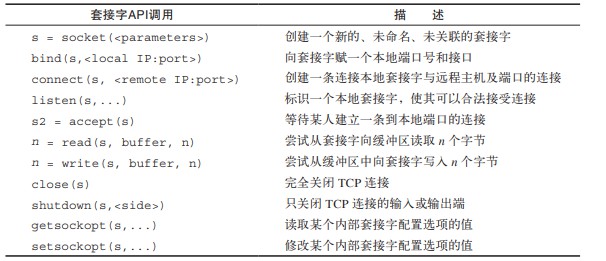 套接字API调用 描 述
s = socket(<parameters>) 创建一个新的、未命名、未关联的套接字
bind(s,<local IP:port>) 向套接字赋一个本地端口号和接口
connect(s, <remote IP:port>) 创建一条连接本地套接字与远程主机及端口的连接
listen(s,...) 标识一个本地套接字，使其可以合法接受连接
s2 = accept(s) 等待某人建立一条到本地端口的连接
n = read(s, buffer, n) 尝试从套接字向缓冲区读取 n 个字节
n = write(s, buffer, n) 尝试从缓冲区中向套接字写入 n 个字节
close(s) 完全关闭 TCP 连接
shutdown(s,<side>) 只关闭 TCP 连接的输入或输出端
getsockopt(s,...) 读取某个内部套接字配置选项的值
setsockopt(s,...) 修改某个内部套接字配置选项的值